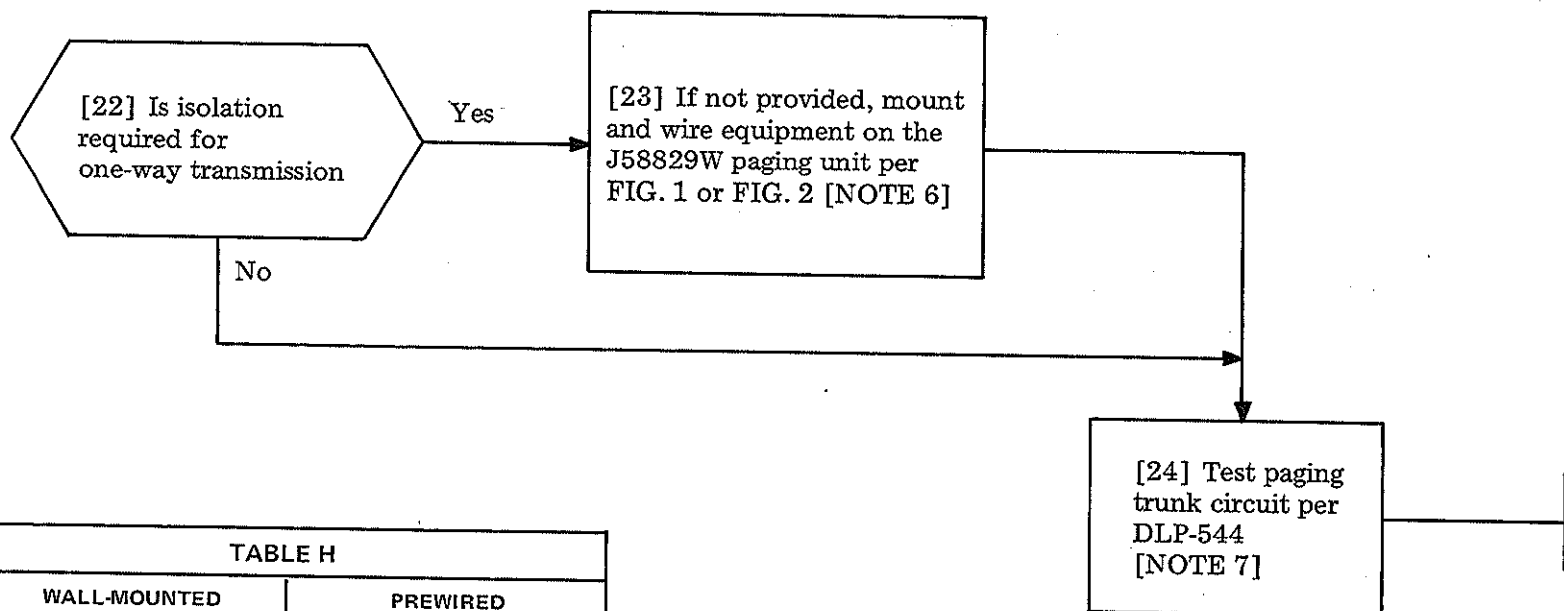 [22] Is isolation
required for
one-way transmission
Yes
No
[23] If not provided, mount
and wire equipment on the
J58829W paging unit per
FIG. 1 or FIG. 2 [NOTE 6]
[24] Test paging
trunk circuit per
DLP-544
[NOTE 7]
TABLE H
WALL-MOUNTED
PREWIRED